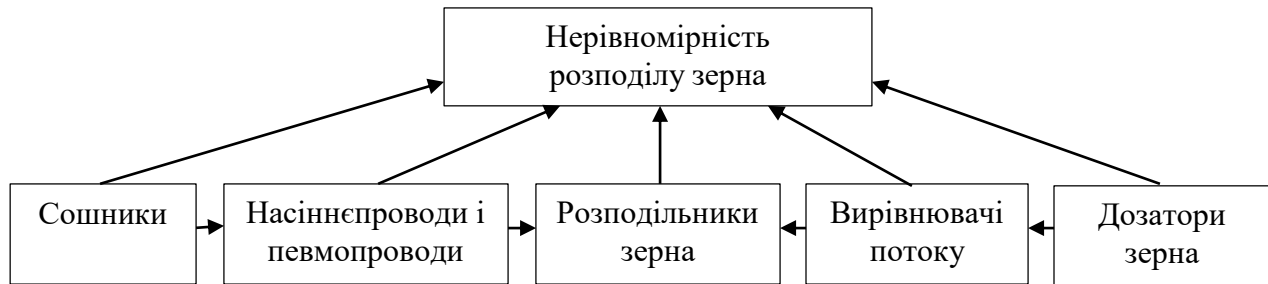 Нерівномірність
розподілу зерна
Сошники
Насіннєпроводи і
певмопроводи
Розподільники
зерна
Вирівнювачі
потоку
Дозатори
зерна